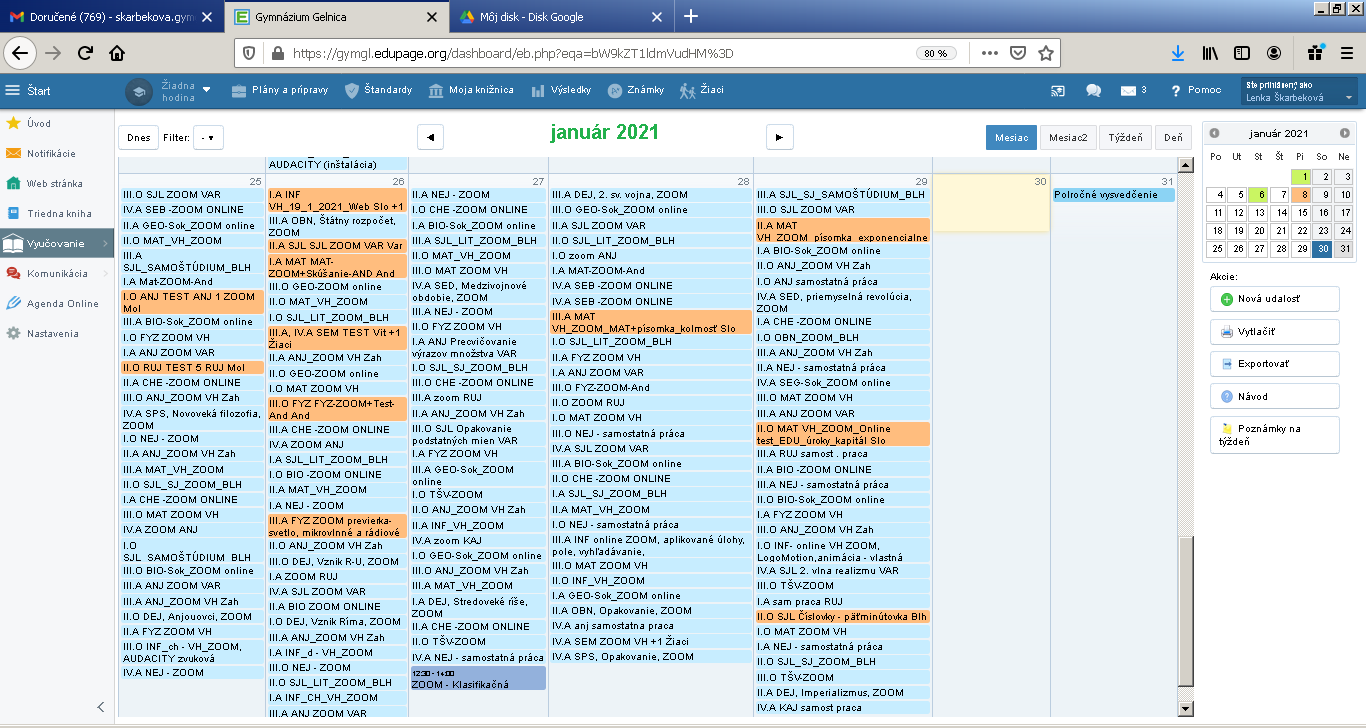 Doručené (769) - skarbekova.gym
Gymnázium Gelnica
Môj disk - Disk Google
https://gymgl.edupage.org/dashboard/eb.php?eqa=bW9kZT1ldmVudHM%3D
80 %
Štart
Žiadna hodina
Plány a prípravy
Štandardy
Moja knižnica
Výsledky
Známky
Žiaci
3
Pomoc
Ste prihlásený ako
Lenka Škarbeková
Úvod
Notifikácie
Web stránka
Triedna kniha
Vyučovanie
Komunikácia
Agenda Online
Nastavenia
Dnes
Filter:
-
január 2021
Mesiac
Mesiac2
Týždeň
Deň
25
III.O SJL ZOOM VAR
IV.A SEB -ZOOM ONLINE
II.A GEO-Sok_ZOOM online
II.O MAT_VH_ZOOM
III.A
SJL_SAMOŠTÚDIUM_BLH
I.A Mat-ZOOM-And
I.O ANJ TEST ANJ 1 ZOOM
Mol
III.A BIO-Sok_ZOOM online
I.O FYZ ZOOM VH
I.A ANJ ZOOM VAR
II.O RUJ TEST 5 RUJ Mol
II.A CHE -ZOOM ONLINE
III.O ANJ_ZOOM VH Zah
IV.A SPS, Novoveká filozofia,
ZOOM
I.O NEJ - ZOOM
II.A ANJ_ZOOM VH Zah
III.A MAT_VH_ZOOM
II.O SJL_SJ_ZOOM_BLH
I.A CHE -ZOOM ONLINE
III.O MAT ZOOM VH
IV.A ZOOM ANJ
I.O
SJL_SAMOŠTÚDIUM_BLH
III.O BIO-Sok_ZOOM online
III.A ANJ ZOOM VAR
III.A ANJ_ZOOM VH Zah
II.O DEJ, Anjouovci, ZOOM
II.A FYZ ZOOM VH
III.O INF_ch - VH_ZOOM,
AUDACITY zvuková
IV.A NEJ - ZOOM
AUDACITY (inštalácia)
26
I.A INF
VH_19_1_2021_Web Slo +1
III.A OBN, Štátny rozpočet,
ZOOM
II.A SJL SJL ZOOM VAR Var
I.A MAT MAT-
ZOOM+Skúšanie-AND And
III.O GEO-ZOOM online
II.O MAT_VH_ZOOM
I.O SJL_LIT_ZOOM_BLH
III.A, IV.A SEM TEST Vit +1
Žiaci
II.A ANJ_ZOOM VH Zah
II.O GEO-ZOOM online
I.O MAT ZOOM VH
III.O FYZ FYZ-ZOOM+Test-
And And
III.A CHE -ZOOM ONLINE
IV.A ZOOM ANJ
II.A SJL_LIT_ZOOM_BLH
I.O BIO -ZOOM ONLINE
II.A MAT_VH_ZOOM
I.A NEJ - ZOOM
III.A FYZ ZOOM previerka-
svetlo, mikrovlnné a rádiové
II.O ANJ_ZOOM VH Zah
III.O DEJ, Vznik R-U, ZOOM
I.A ZOOM RUJ
IV.A SJL ZOOM VAR
II.A BIO ZOOM ONLINE
I.O DEJ, Vznik Ríma, ZOOM
III.A ANJ_ZOOM VH Zah
I.A INF_d - VH_ZOOM
III.O NEJ - ZOOM
II.O SJL_LIT_ZOOM_BLH
I.A INF_CH_VH_ZOOM
III.A ANJ ZOOM VAR
27
I.A NEJ - ZOOM
I.O CHE -ZOOM ONLINE
I.A BIO-Sok_ZOOM online
III.A SJL_LIT_ZOOM_BLH
II.O MAT_VH_ZOOM
III.O MAT ZOOM VH
IV.A SED, Medzivojnové
obdobie, ZOOM
III.A NEJ - ZOOM
II.O FYZ ZOOM VH
I.A ANJ Precvičovanie
výrazov množstva VAR
I.O SJL_SJ_ZOOM_BLH
III.O CHE -ZOOM ONLINE
III.A zoom RUJ
II.A ANJ_ZOOM VH Zah
III.O SJL Opakovanie
podstatných mien VAR
I.A FYZ ZOOM VH
III.A GEO-Sok_ZOOM
online
I.O TŠV-ZOOM
II.O ANJ_ZOOM VH Zah
II.A INF_VH_ZOOM
IV.A zoom KAJ
I.O GEO-Sok_ZOOM online
III.O ANJ_ZOOM VH Zah
III.A MAT_VH_ZOOM
I.A DEJ, Stredoveké ríše,
ZOOM
II.A CHE -ZOOM ONLINE
II.O TŠV-ZOOM
IV.A NEJ - samostatná práca
12:30 - 14:00
ZOOM - Klasifikačná
28
III.A DEJ, 2. sv. vojna, ZOOM
III.O GEO-Sok_ZOOM online
II.A SJL ZOOM VAR
II.O SJL_LIT_ZOOM_BLH
I.O zoom ANJ
I.A MAT-ZOOM-And
IV.A SEB -ZOOM ONLINE
IV.A SEB -ZOOM ONLINE
III.A MAT
VH_ZOOM_MAT+písomka_kolmosť Slo
I.O SJL_LIT_ZOOM_BLH
II.A FYZ ZOOM VH
I.A ANJ ZOOM VAR
III.O FYZ-ZOOM-And
II.O ZOOM RUJ
I.O MAT ZOOM VH
III.O NEJ - samostatná práca
IV.A SJL ZOOM VAR
III.A BIO-Sok_ZOOM online
II.O CHE -ZOOM ONLINE
I.A SJL_SJ_ZOOM_BLH
II.A MAT_VH_ZOOM
I.O NEJ - samostatná práca
III.A INF online ZOOM, aplikované úlohy,
pole, vyhľadávanie,
III.O MAT ZOOM VH
II.O INF_VH_ZOOM
I.A GEO-Sok_ZOOM online
II.A OBN, Opakovanie, ZOOM
IV.A anj samostatna praca
IV.A SEM ZOOM VH +1 Žiaci
IV.A SPS, Opakovanie, ZOOM
29
III.A SJL_SJ_SAMOŠTÚDIUM_BLH
III.O SJL ZOOM VAR
II.A MAT
VH_ZOOM_písomka_exponencialne
I.A BIO-Sok_ZOOM online
II.O ANJ_ZOOM VH Zah
I.O ANJ samostatná práca
IV.A SED, priemyselná revolúcia,
ZOOM
I.A CHE -ZOOM ONLINE
I.O OBN_ZOOM_BLH
III.A ANJ_ZOOM VH Zah
II.A NEJ - samostatná práca
IV.A SEG-Sok_ZOOM online
III.O MAT ZOOM VH
III.A ANJ ZOOM VAR
II.O MAT VH_ZOOM_Online
test_EDU_úroky_kapitál Slo
III.A RUJ samost. praca
II.A BIO -ZOOM ONLINE
III.A NEJ - samostatná práca
II.O BIO-Sok_ZOOM online
I.A FYZ ZOOM VH
III.O ANJ_ZOOM VH Zah
I.O INF- online VH ZOOM,
LogoMotion,animácia - vlastná
IV.A SJL 2. vlna realizmu VAR
III.O TŠV-ZOOM
I.A sam praca RUJ
II.O SJL Číslovky - päťminútovka Blh
I.O MAT ZOOM VH
I.A NEJ - samostatná práca
II.O SJL_SJ_ZOOM_BLH
III.O TŠV-ZOOM
II.A DEJ, Imperializmus, ZOOM
IV.A KAJ samost praca
30
31
Polročné vysvedčenie
január 2021
Po Ut St Št Pi So Ne
1 2 3
4 5 6 7 8 9 10
11 12 13 14 15 16 17
18 19 20 21 22 23 24
25 26 27 28 29 30 31
Akcie:
Nová udalosť
Vytlačiť
Exportovať
Návod
Poznámky na
týždeň